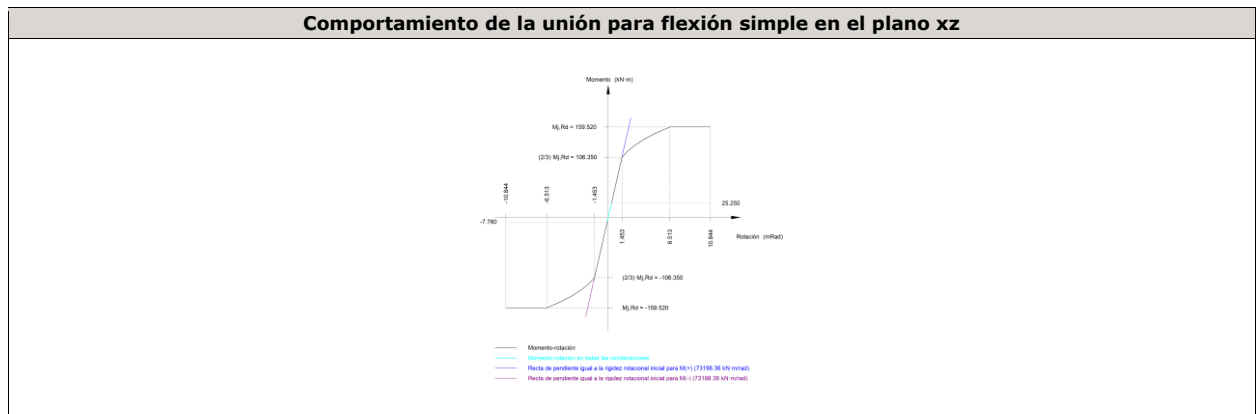 Comportamiento de la unión para flexión simple en el plano xz
Momento (kN·m)
Mj,Rd = 159.520
(2/3) Mj,Rd = 106.350
-10.844
-6.513
-1.453
25.250
-7.760
1.453
6.513
10.844
Rotación (mRad)
(2/3) Mj,Rd = -106.350
Mj,Rd = -159.520
Momento-rotación
Momento-rotación en todas las combinaciones
Recta de pendiente igual a la rigidez rotacional inicial para M(+) (73198.36 kN·m/rad)
Recta de pendiente igual a la rigidez rotacional inicial para M(-) (73198.36 kN·m/rad)